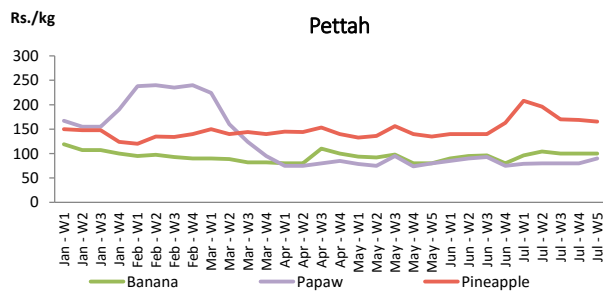 Rs./kg
Pettah
300
250
200
150
100
50
0
Jan - W1
Jan - W2
Jan - W3
Jan - W4
Feb - W1
Feb - W2
Feb - W3
Feb - W4
Mar - W1
Mar - W2
Mar - W3
Mar - W4
Apr - W1
Apr - W2
Apr - W3
Apr - W4
May - W1
May - W2
May - W3
May - W4
May - W5
Jun - W1
Jun - W2
Jun - W3
Jun - W4
Jul - W1
Jul - W2
Jul - W3
Jul - W4
Jul - W5
Banana
Papaw
Pineapple